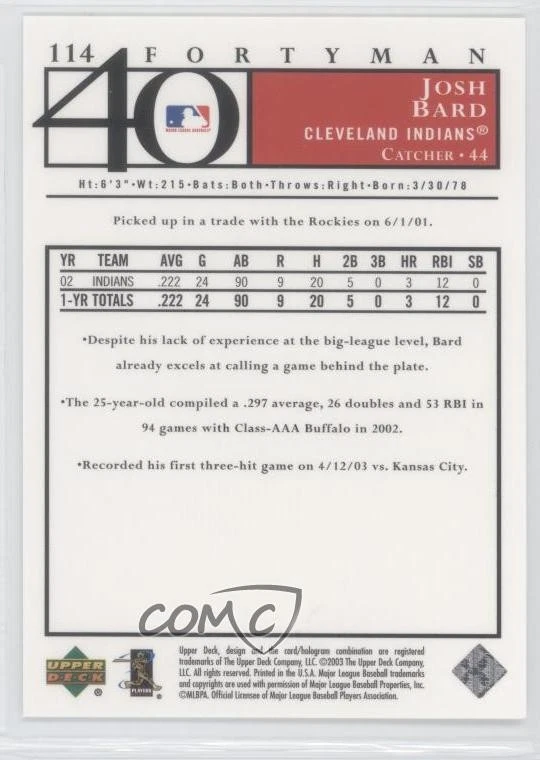 114 FORTYMAN
40
MAJOR LEAGUE BASEBALL
JOSH
BARD
CLEVELAND INDIANS®
CATCHER • 44
Ht:6'3"•Wt:215•Bats:Both•Throws:Right•Born:3/30/78
Picked up in a trade with the Rockies on 6/1/01.
YR TEAM AVG G AB R H 2B 3B HR RBI SB
02 INDIANS .222 24 90 9 20 5 0 3 12 0
1-YR TOTALS .222 24 90 9 20 5 0 3 12 0
•Despite his lack of experience at the big-league level, Bard
already excels at calling a game behind the plate.
•The 25-year-old compiled a .297 average, 26 doubles and 53 RBI in
94 games with Class-AAA Buffalo in 2002.
•Recorded his first three-hit game on 4/12/03 vs. Kansas City.
COMC
UPPER
DECK ®
PLAYERS ®
Upper Deck, design and the card/hologram combination are registered
trademarks of The Upper Deck Company, LLC. ©2003 The Upper Deck Company,
LLC. All rights reserved. Printed in the U.S.A. Major League Baseball trademarks and
copyrights are used with permission of Major League Baseball Properties, Inc.
©MLBPA. Official Licensee of Major League Baseball Players Association.